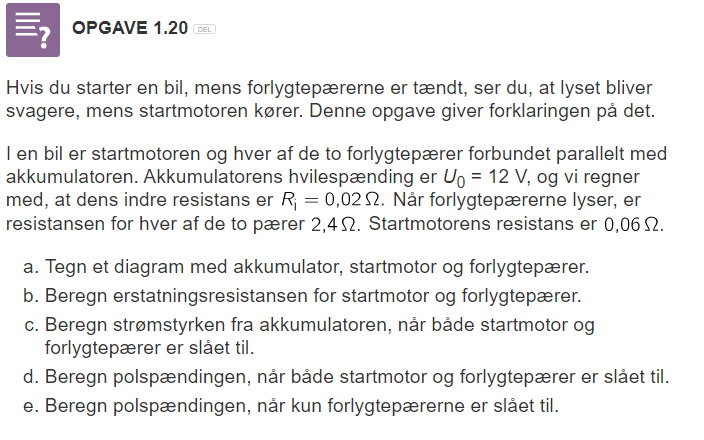 OPGAVE 1.20 DEL
Hvis du starter en bil, mens forlygtepærerne er tændt, ser du, at lyset bliver
svagere, mens startmotoren kører. Denne opgave giver forklaringen på det.
I en bil er startmotoren og hver af de to forlygtepærer forbundet parallelt med
akkumulatoren. Akkumulatorens hvilespænding er U₀ = 12 V, og vi regner
med, at dens indre resistans er Rᵢ = 0,02 Ω. Når forlygtepærerne lyser, er
resistansen for hver af de to pærer 2,4 Ω. Startmotorens resistans er 0,06 Ω.
a. Tegn et diagram med akkumulator, startmotor og forlygtepærer.
b. Beregn erstatningsresistansen for startmotor og forlygtepærer.
c. Beregn strømstyrken fra akkumulatoren, når både startmotor og
forlygtepærer er slået til.
d. Beregn polspændingen, når både startmotor og forlygtepærer er slået til.
e. Beregn polspændingen, når kun forlygtepærerne er slået til.